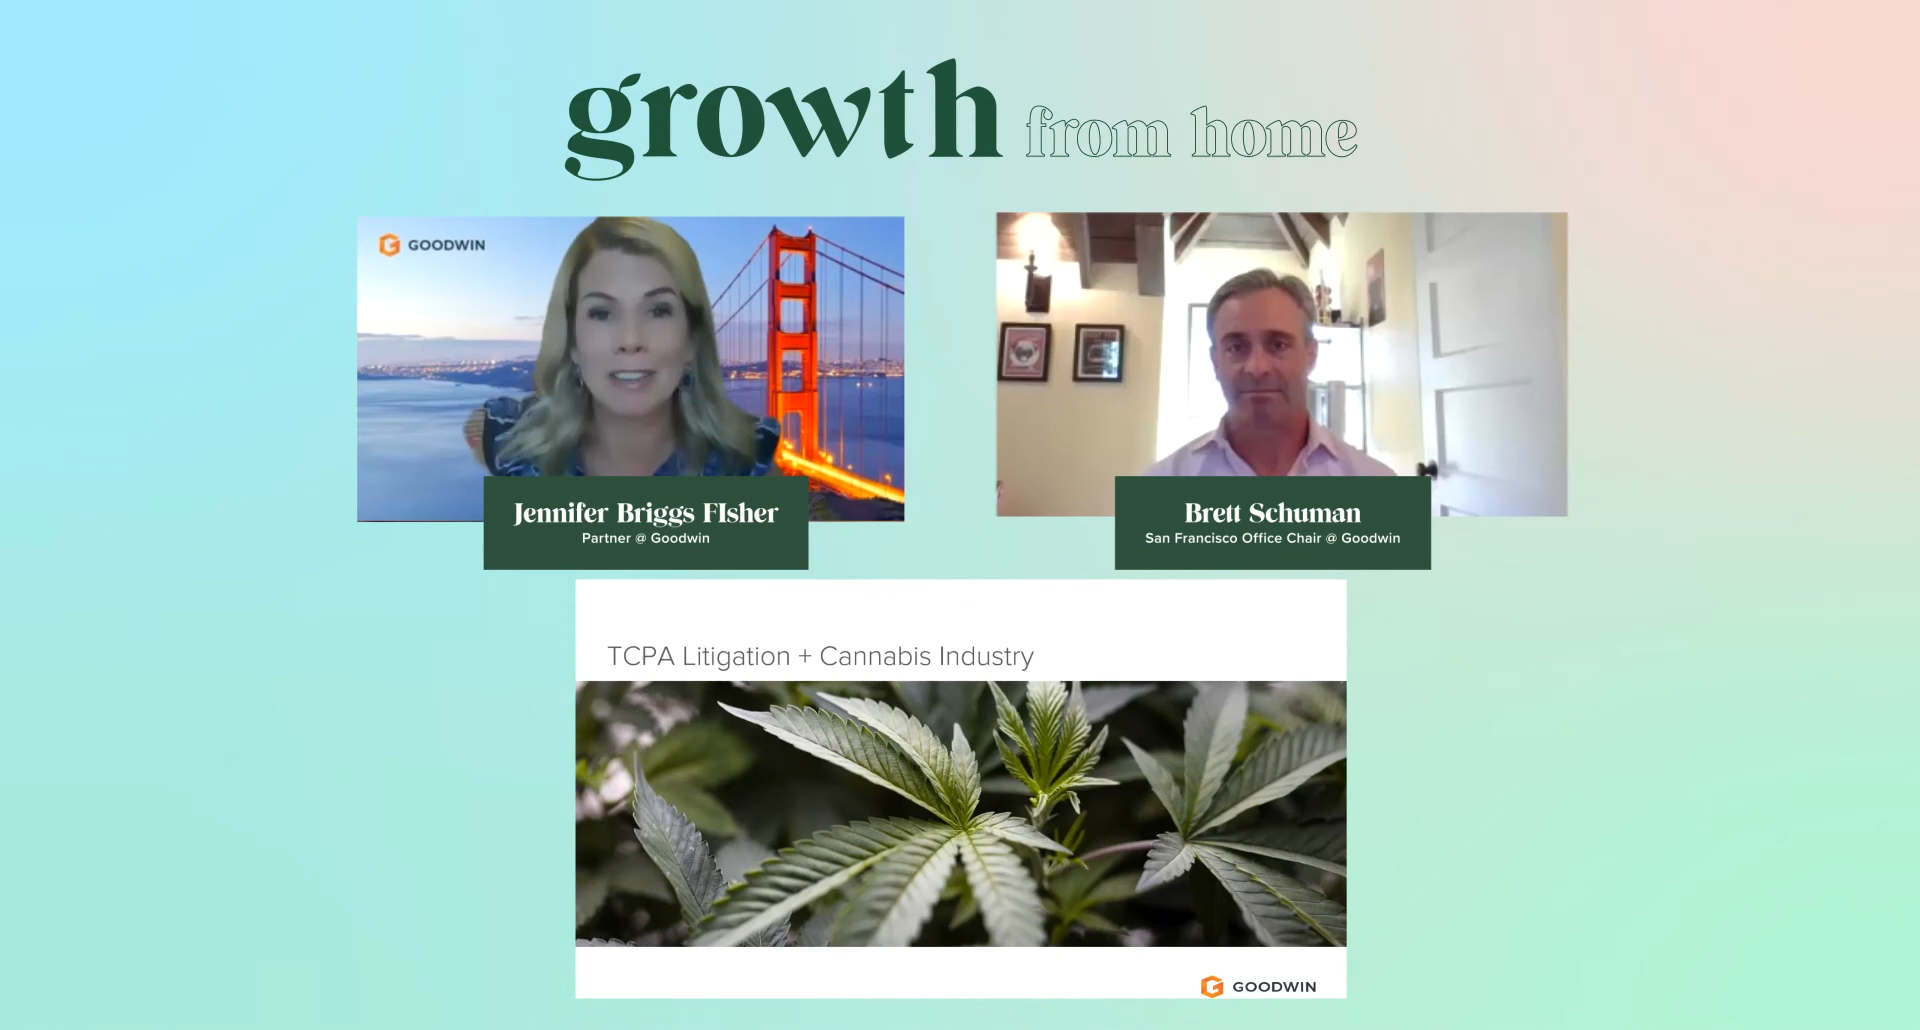 growth from home
GOODWIN
Jennifer Briggs FIsher
Partner @ Goodwin
Brett Schuman
San Francisco Office Chair @ Goodwin
TCPA Litigation + Cannabis Industry
GOODWIN